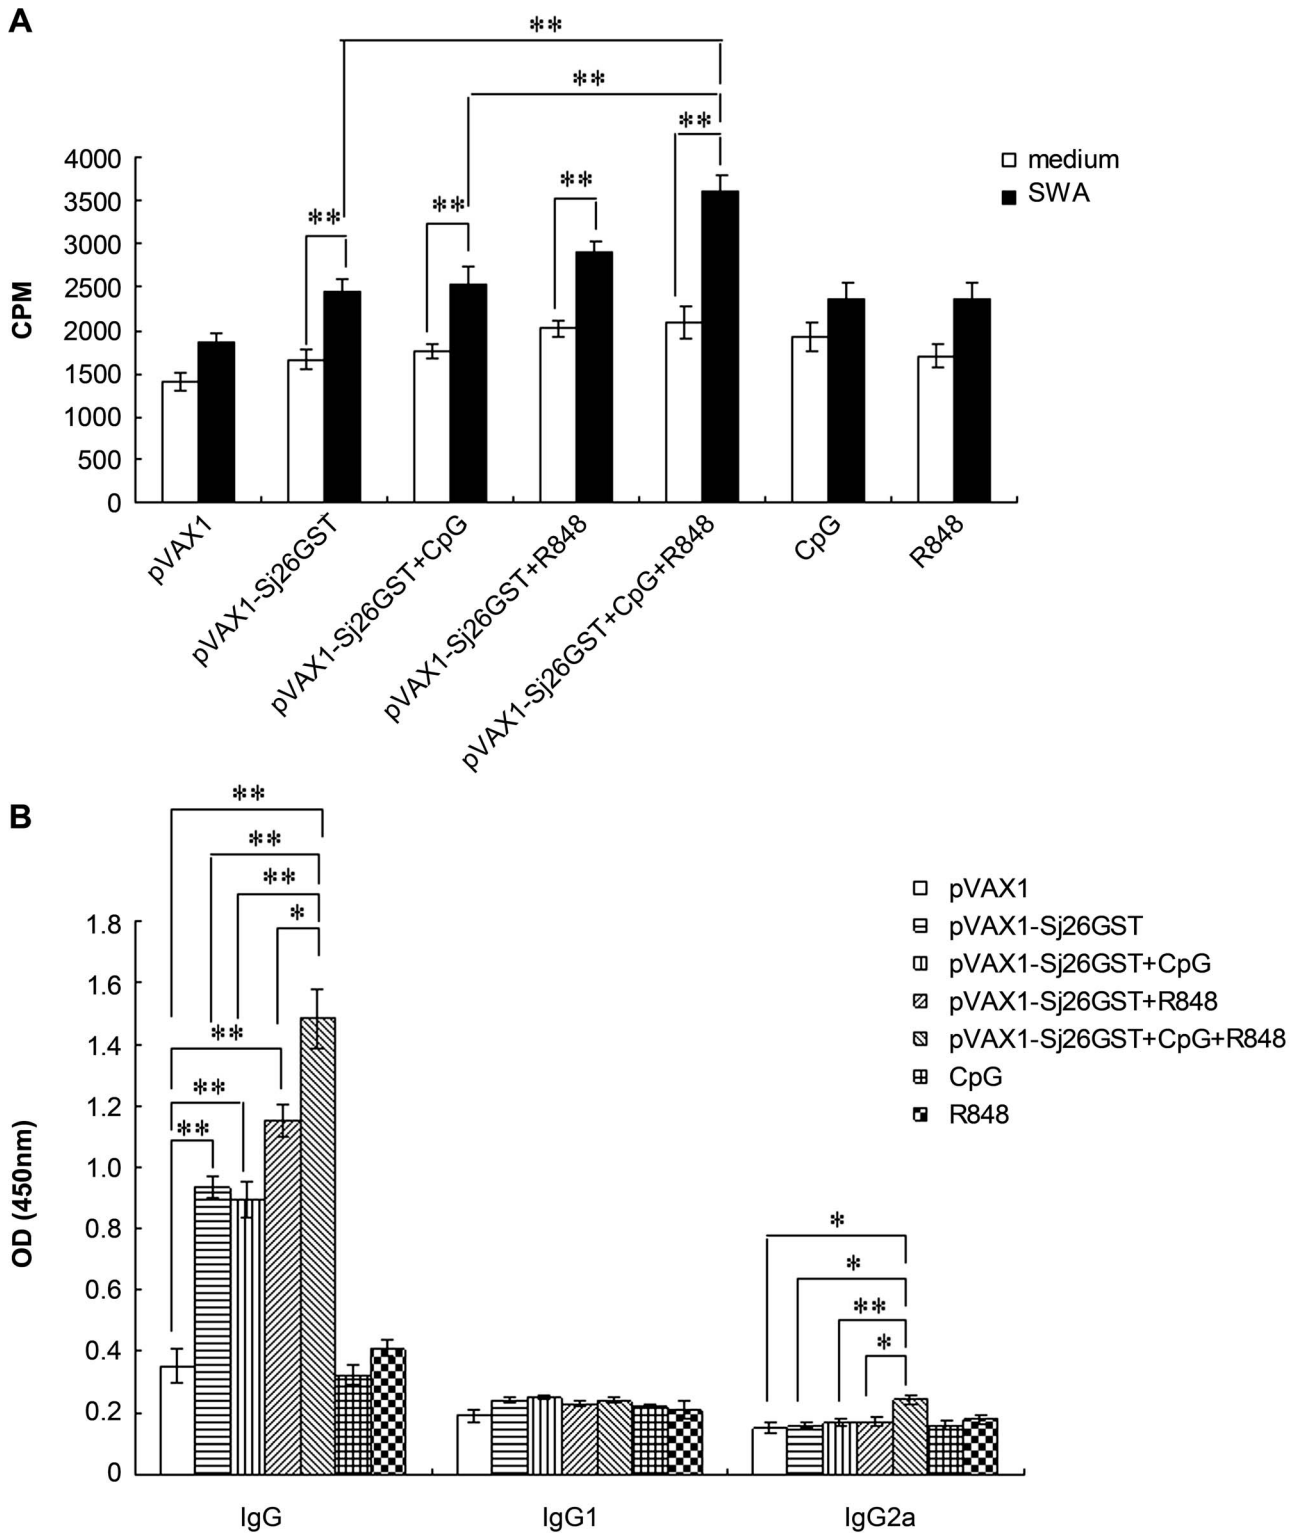 A
**
**
**
**
**
**
4000
3500
3000
2500
2000
1500
1000
500
0
CPM
medium
SWA
pVAX1
pVAX1-Sj26GST
pVAX1-Sj26GST+CpG
pVAX1-Sj26GST+R848
pVAX1-Sj26GST+CpG+R848
CpG
R848
B
**
**
**
*
**
**
**
1.8
1.6
1.4
1.2
1.0
0.8
0.6
0.4
0.2
0
OD (450nm)
pVAX1
pVAX1-Sj26GST
pVAX1-Sj26GST+CpG
pVAX1-Sj26GST+R848
pVAX1-Sj26GST+CpG+R848
CpG
R848
*
*
**
*
IgG
IgG1
IgG2a